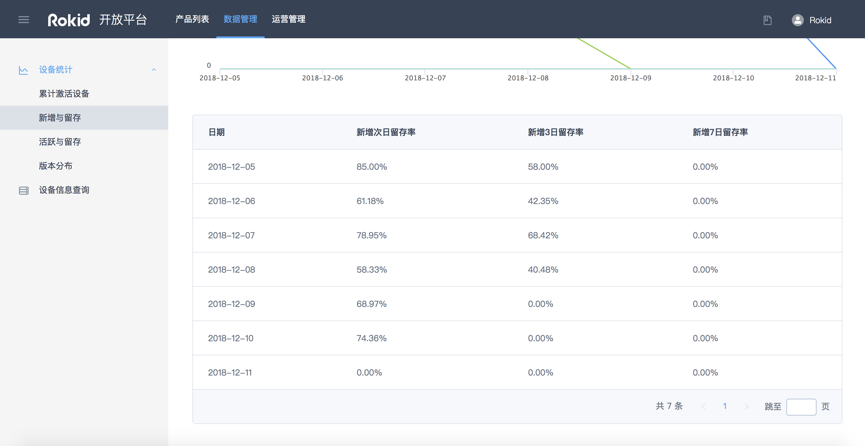 Rokid 开放平台 产品列表 数据管理 运营管理 Rokid
设备统计
累计激活设备
新增与留存
活跃与留存
版本分布
设备信息查询
0
2018-12-05 2018-12-06 2018-12-07 2018-12-08 2018-12-09 2018-12-10 2018-12-11
日期 新增次日留存率 新增3日留存率 新增7日留存率
2018-12-05 85.00% 58.00% 0.00%
2018-12-06 61.18% 42.35% 0.00%
2018-12-07 78.95% 68.42% 0.00%
2018-12-08 58.33% 40.48% 0.00%
2018-12-09 68.97% 0.00% 0.00%
2018-12-10 74.36% 0.00% 0.00%
2018-12-11 0.00% 0.00% 0.00%
共 7 条 < 1 > 跳至 页